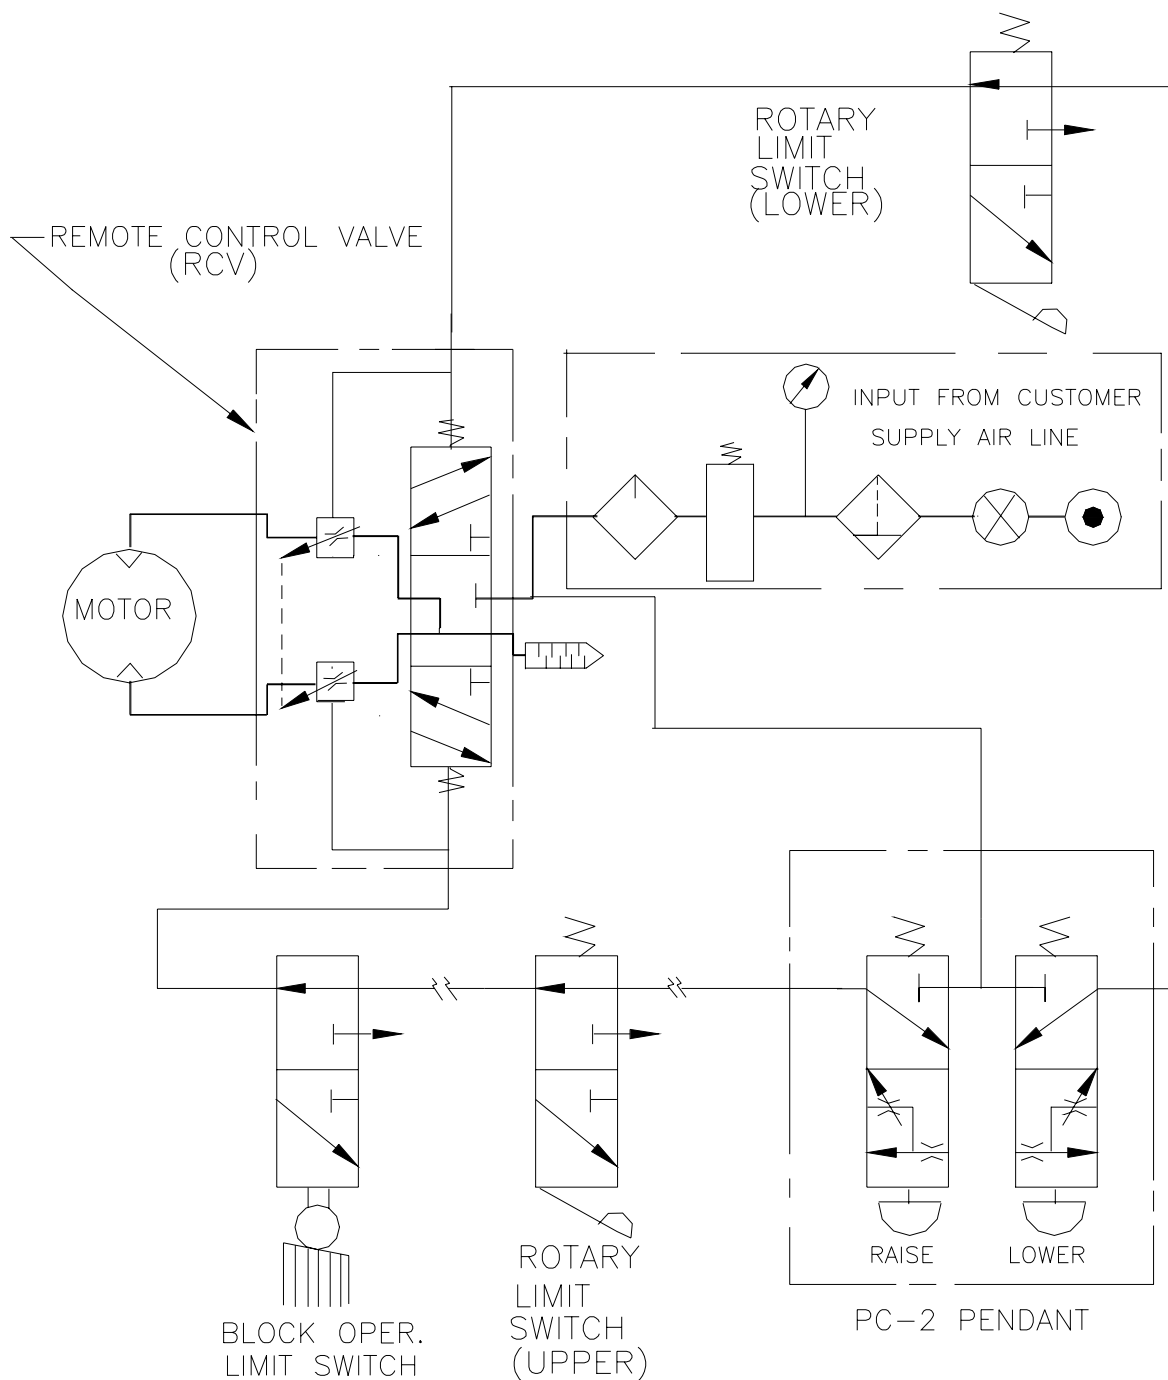 ROTARY
LIMIT
SWITCH
(LOWER)
REMOTE CONTROL VALVE
(RCV)
INPUT FROM CUSTOMER
SUPPLY AIR LINE
MOTOR
RAISE
LOWER
PC-2 PENDANT
ROTARY
LIMIT
SWITCH
(UPPER)
BLOCK OPER.
LIMIT SWITCH